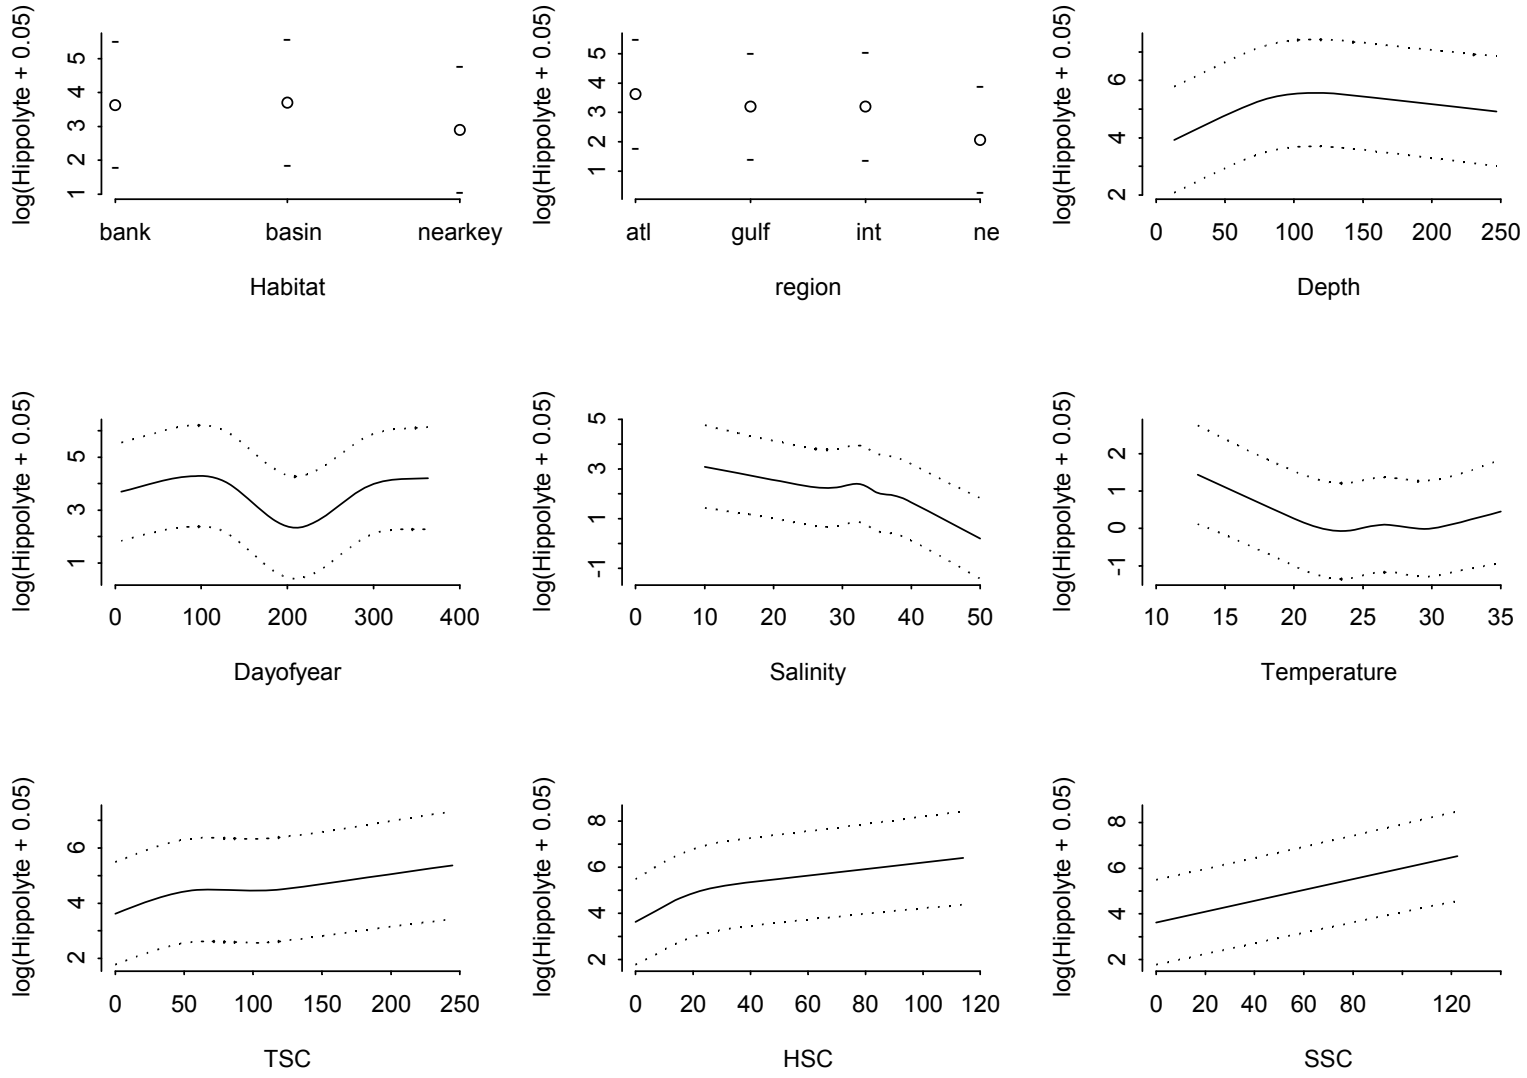 log(Hippolyte + 0.05)
1 2 3 4 5
bank basin nearkey
Habitat
log(Hippolyte + 0.05)
1 2 3 4 5
atl gulf int ne
region
log(Hippolyte + 0.05)
2 4 6
0 50 100 150 200 250
Depth
log(Hippolyte + 0.05)
1 3 5
0 100 200 300 400
Dayofyear
log(Hippolyte + 0.05)
-1 1 3 5
0 10 20 30 40 50
Salinity
log(Hippolyte + 0.05)
-1 0 1 2
10 15 20 25 30 35
Temperature
log(Hippolyte + 0.05)
2 4 6
0 50 100 150 200 250
TSC
log(Hippolyte + 0.05)
2 4 6 8
0 20 40 60 80 100 120
HSC
log(Hippolyte + 0.05)
2 4 6 8
0 20 40 60 80 120
SSC